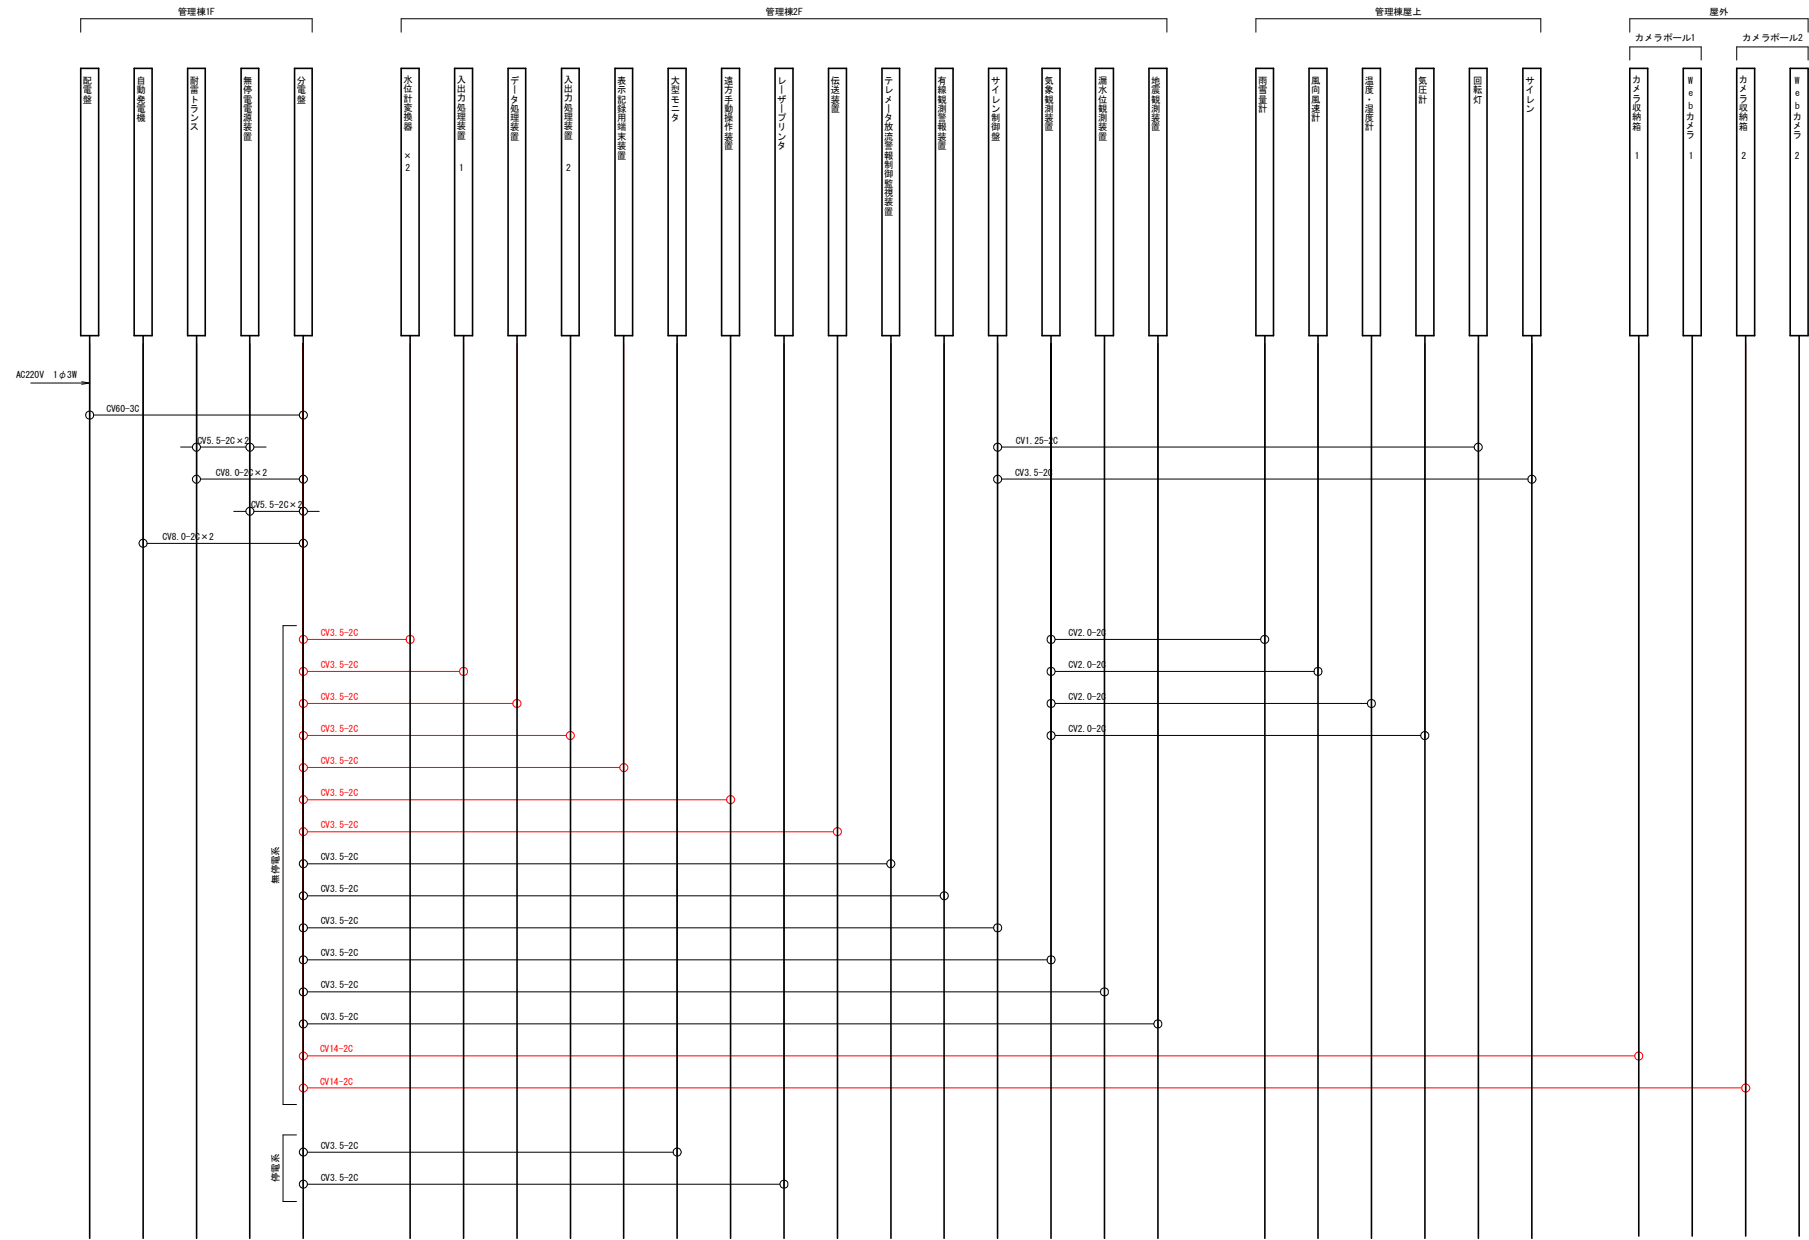 管理棟1F
管理棟2F
管理棟屋上
屋外
カメラポール1
カメラポール2
配電盤
自動発電機
耐雷トランス
無停電電源装置
分電盤
水位計変換器 ×2
入出力処理装置 1
データ処理装置
入出力処理装置 2
表示記録用端末装置
大型モニタ
遠方手動操作装置
レーザープリンタ
伝送装置
テレメータ放流警報制御監視装置
有線観測警報装置
サイレン制御盤
気象観測装置
漏水位観測装置
地震観測装置
雨雪量計
風向風速計
温度・湿度計
気圧計
回転灯
サイレン
カメラ収納箱 1
Webカメラ 1
カメラ収納箱 2
Webカメラ 2
AC220V 1φ3W
CV60-3C
CV5.5-2C×2
CV1.25-2C
CV8.0-2C×2
CV3.5-2C
CV5.5-2C×2
CV8.0-2C×2
無停電系
CV3.5-2C
CV2.0-2C
CV3.5-2C
CV2.0-2C
CV3.5-2C
CV2.0-2C
CV3.5-2C
CV2.0-2C
CV3.5-2C
CV3.5-2C
CV3.5-2C
CV3.5-2C
CV3.5-2C
CV3.5-2C
CV3.5-2C
CV3.5-2C
CV3.5-2C
CV14-2C
CV14-2C
停電系
CV3.5-2C
CV3.5-2C